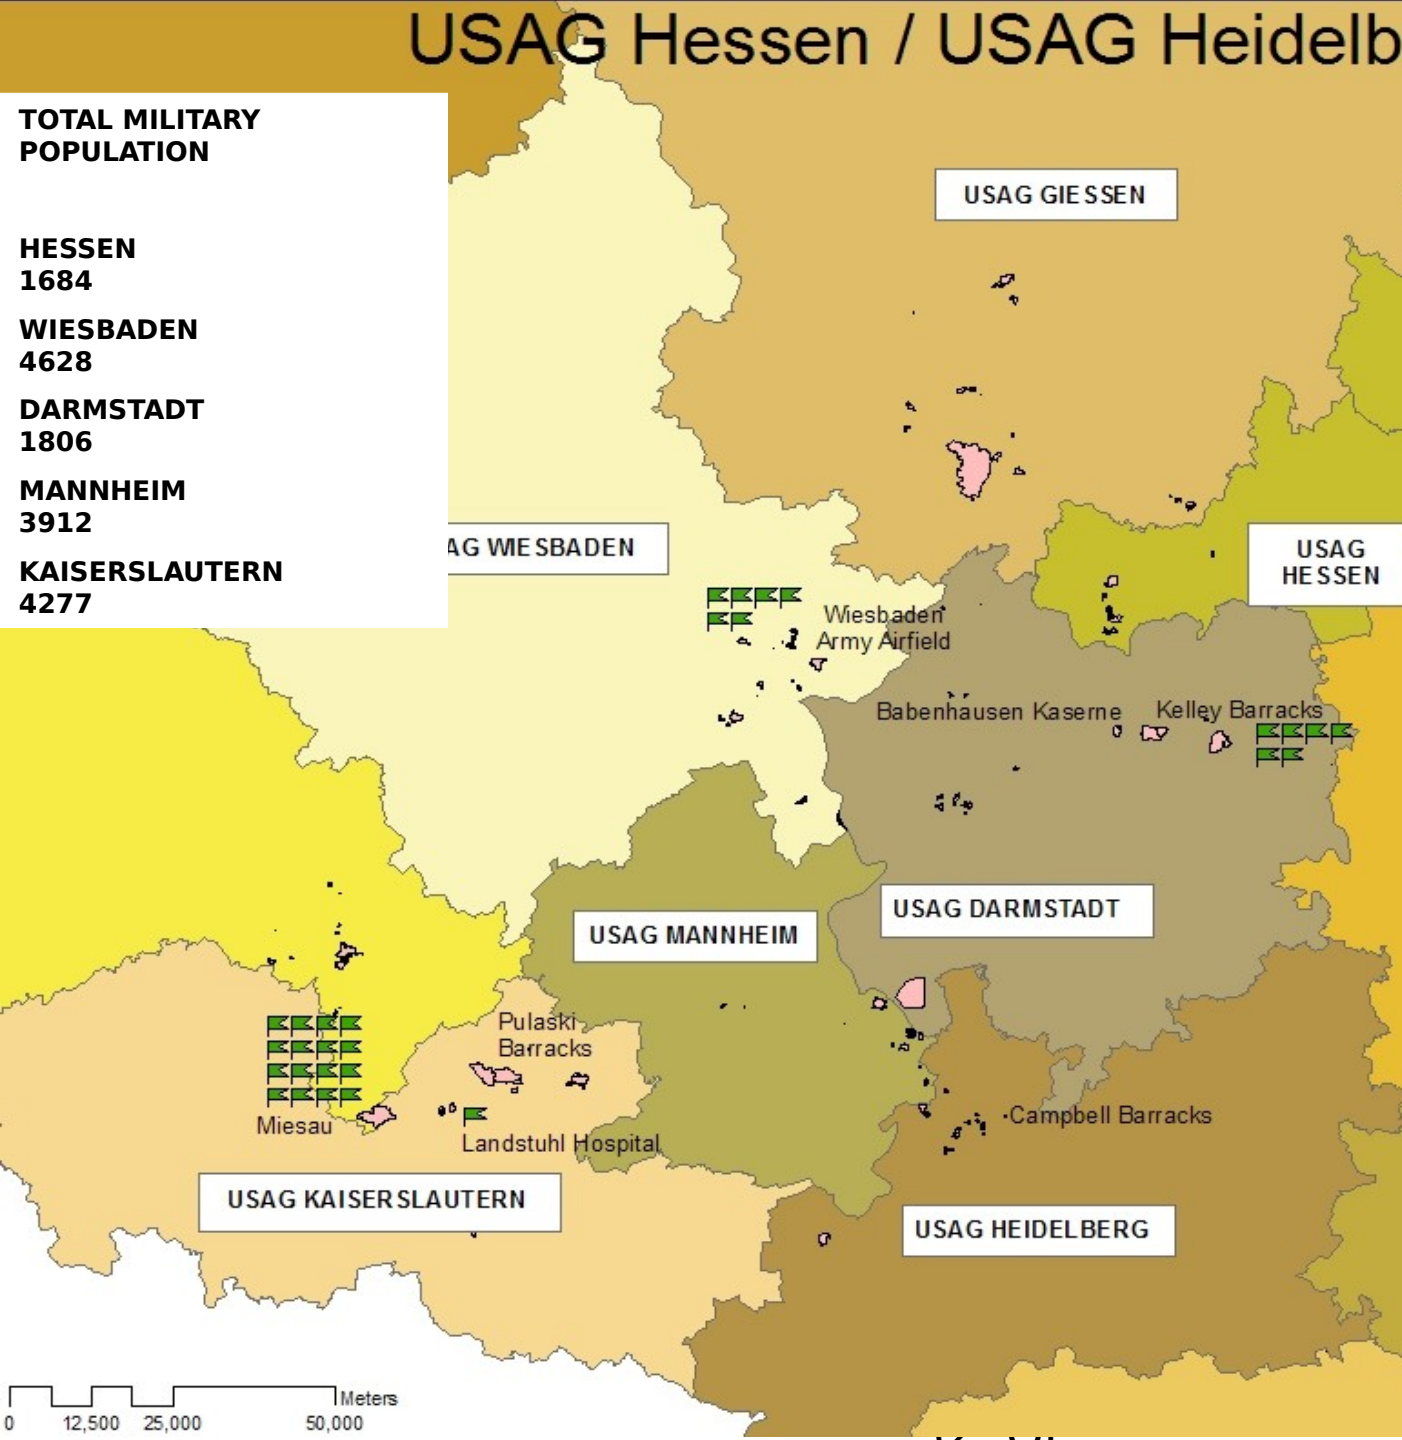 USAG Hessen / USAG Heidelb
TOTAL MILITARY
POPULATION
HESSEN
1684
WIESBADEN
4628
DARMSTADT
1806
MANNHEIM
3912
KAISERSLAUTERN
4277
USAG GIESSEN
AG WIESBADEN
USAG
HESSEN
Wiesbaden
Army Airfield
Babenhausen Kaserne
Kelley Barracks
USAG DARMSTADT
USAG MANNHEIM
Pulaski
Barracks
Miesau
Landstuhl Hospital
Campbell Barracks
USAG KAISERSLAUTERN
USAG HEIDELBERG
Meters
0 12,500 25,000 50,000